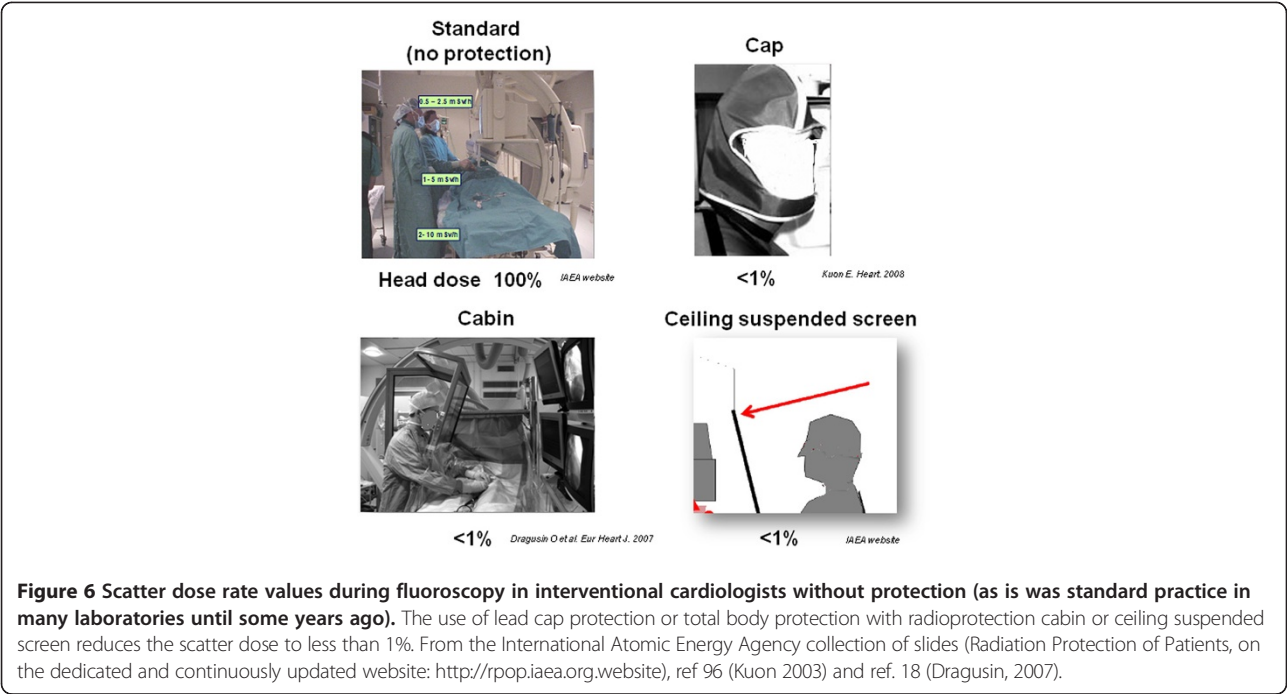 Standard
(no protection)
0.5 – 2.5 mSv/h
1-5 mSv/h
2-10 mSv/h
Head dose 100%
IAEA website
Cap
<1%
Kuon E. Heart. 2008
Cabin
<1%
Dragusin O et al. Eur Heart J. 2007
Ceiling suspended screen
<1%
IAEA website
Figure 6 Scatter dose rate values during fluoroscopy in interventional cardiologists without protection (as is was standard practice in
many laboratories until some years ago). The use of lead cap protection or total body protection with radioprotection cabin or ceiling suspended
screen reduces the scatter dose to less than 1%. From the International Atomic Energy Agency collection of slides (Radiation Protection of Patients, on
the dedicated and continuously updated website: http://rpop.iaea.org.website), ref 96 (Kuon 2003) and ref. 18 (Dragusin, 2007).